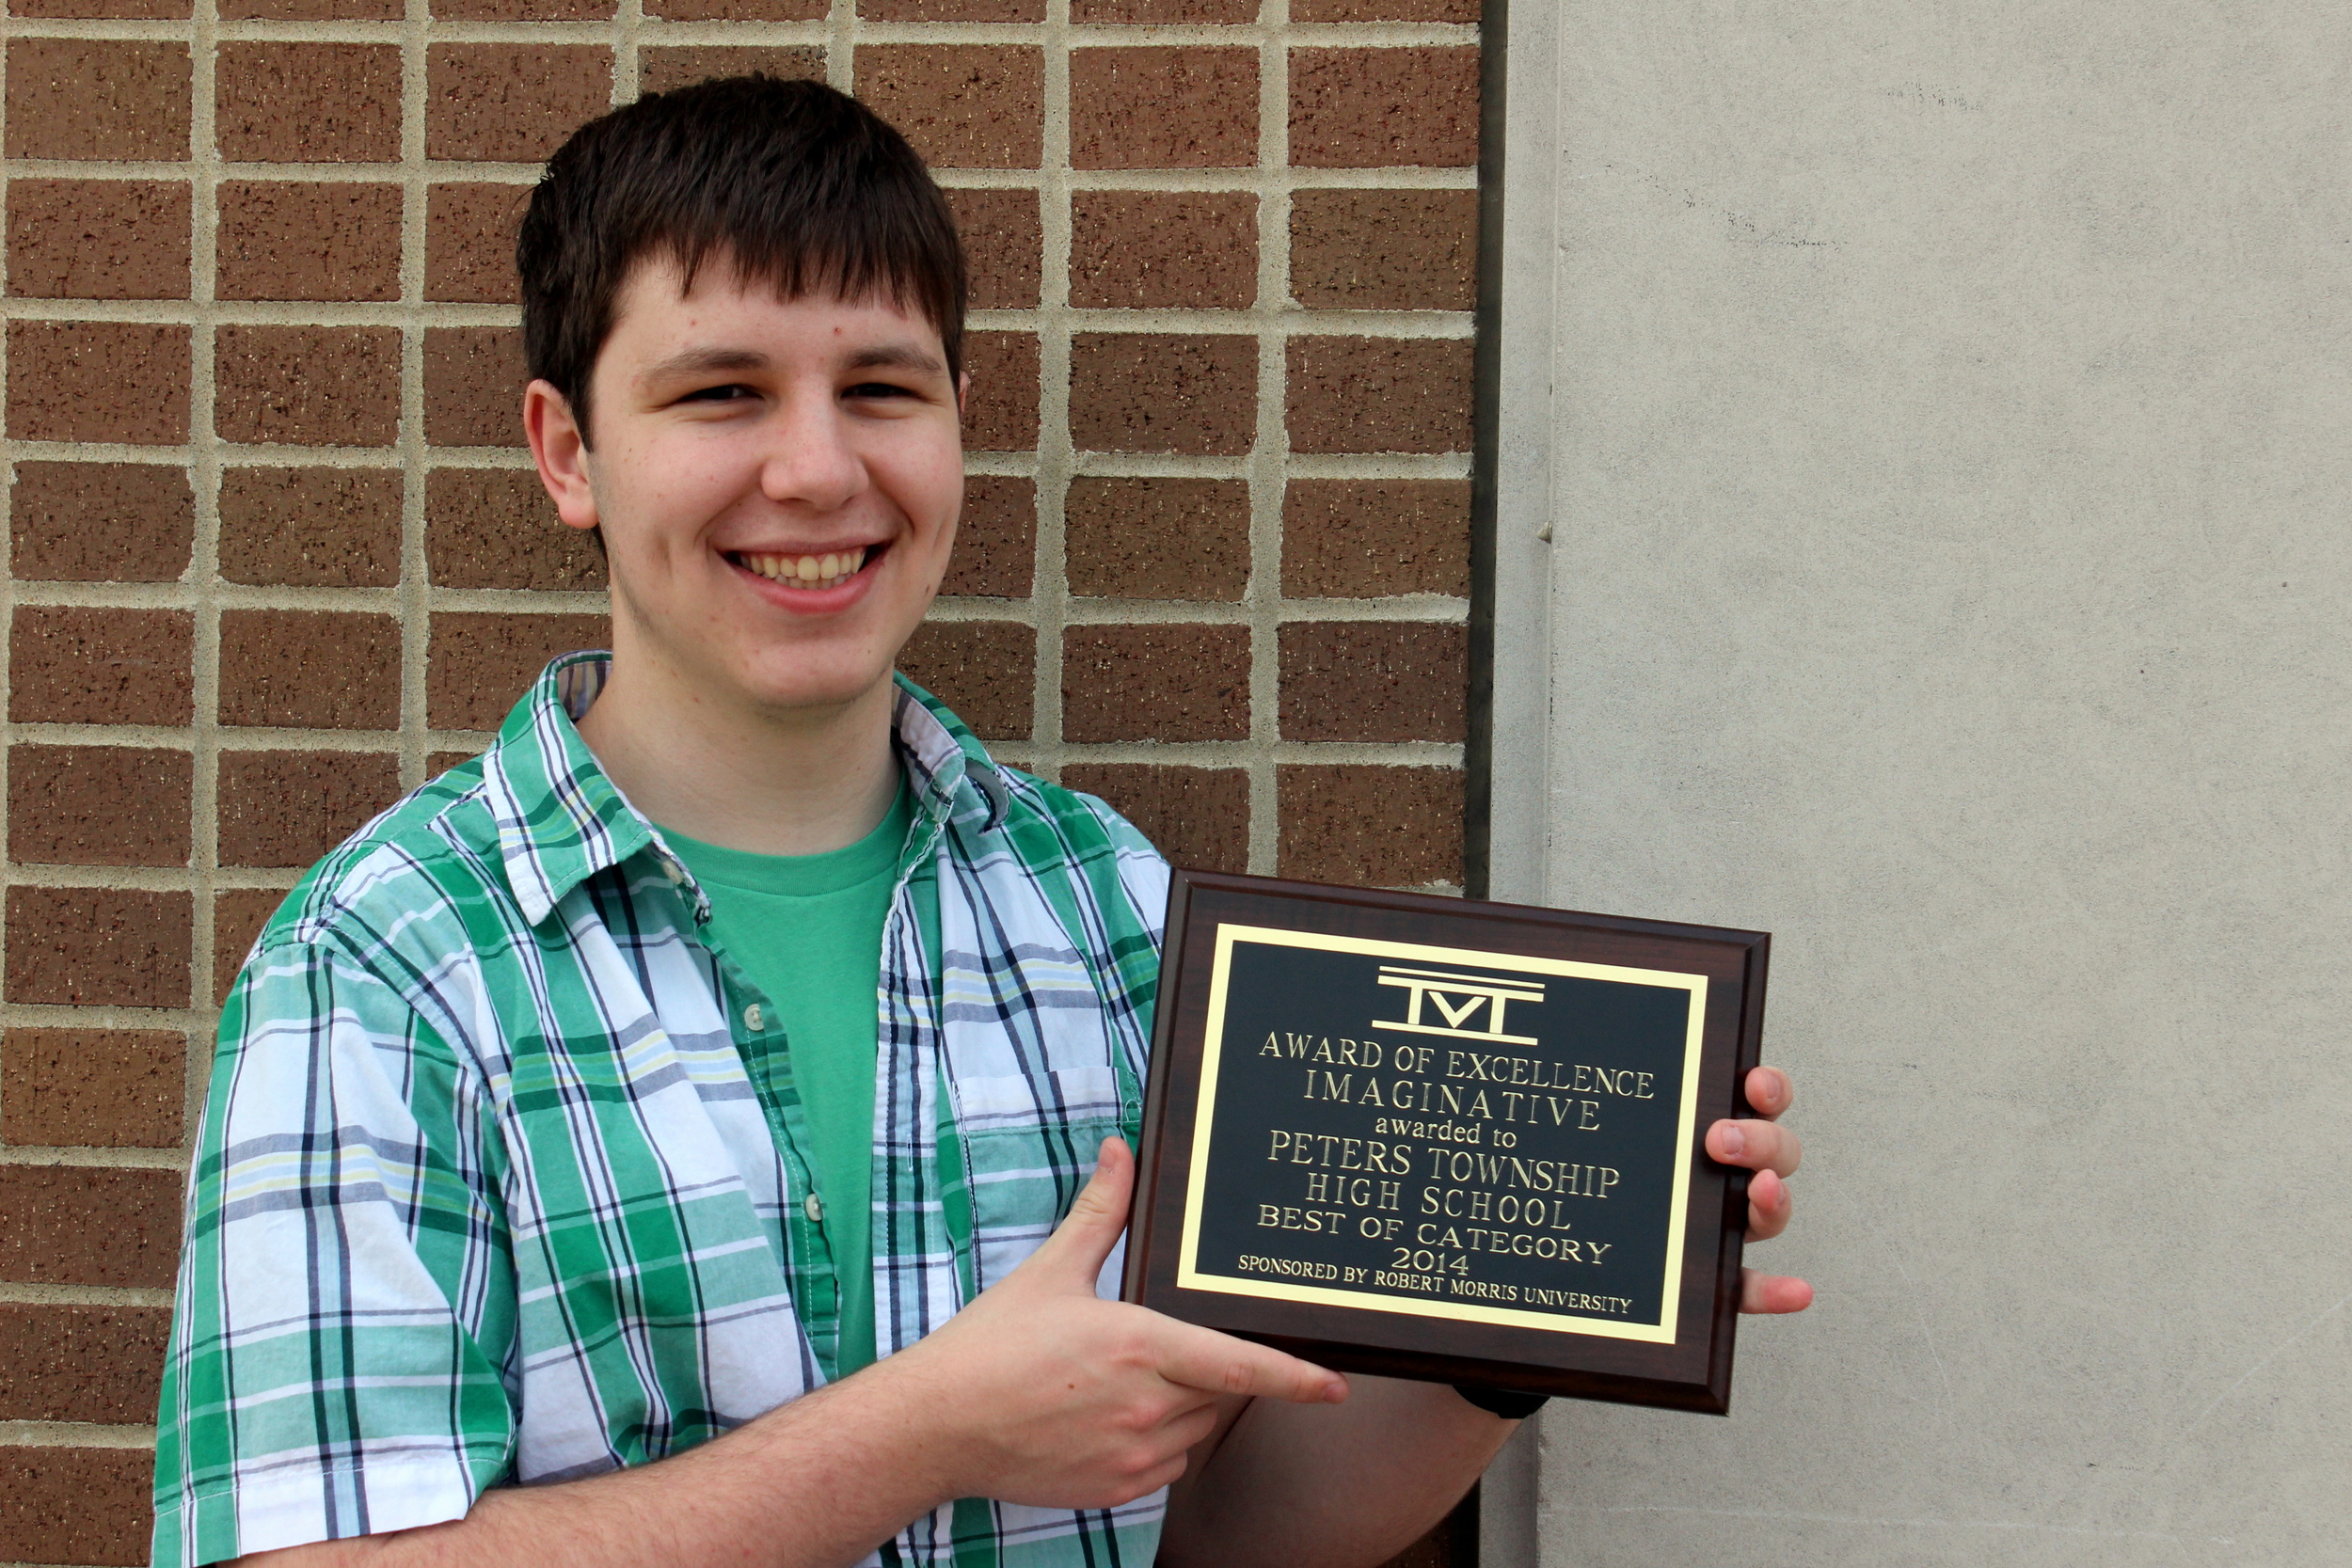 TVT
AWARD OF EXCELLENCE
IMAGINATIVE
awarded to
PETERS TOWNSHIP
HIGH SCHOOL
BEST OF CATEGORY
2014
SPONSORED BY ROBERT MORRIS UNIVERSITY